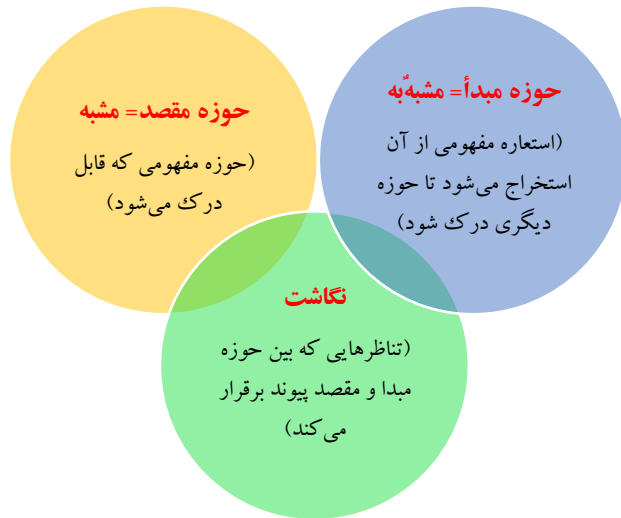 حوزه مبدأ= مشبهٌ‌به
(استعاره مفهومی از آن
استخراج می‌شود تا حوزه
دیگری درک شود)
حوزه مقصد= مشبه
(حوزه مفهومی که قابل
درک می‌شود)
نگاشت
(تناظرهایی که بین حوزه
مبدا و مقصد پیوند برقرار
می‌کند)